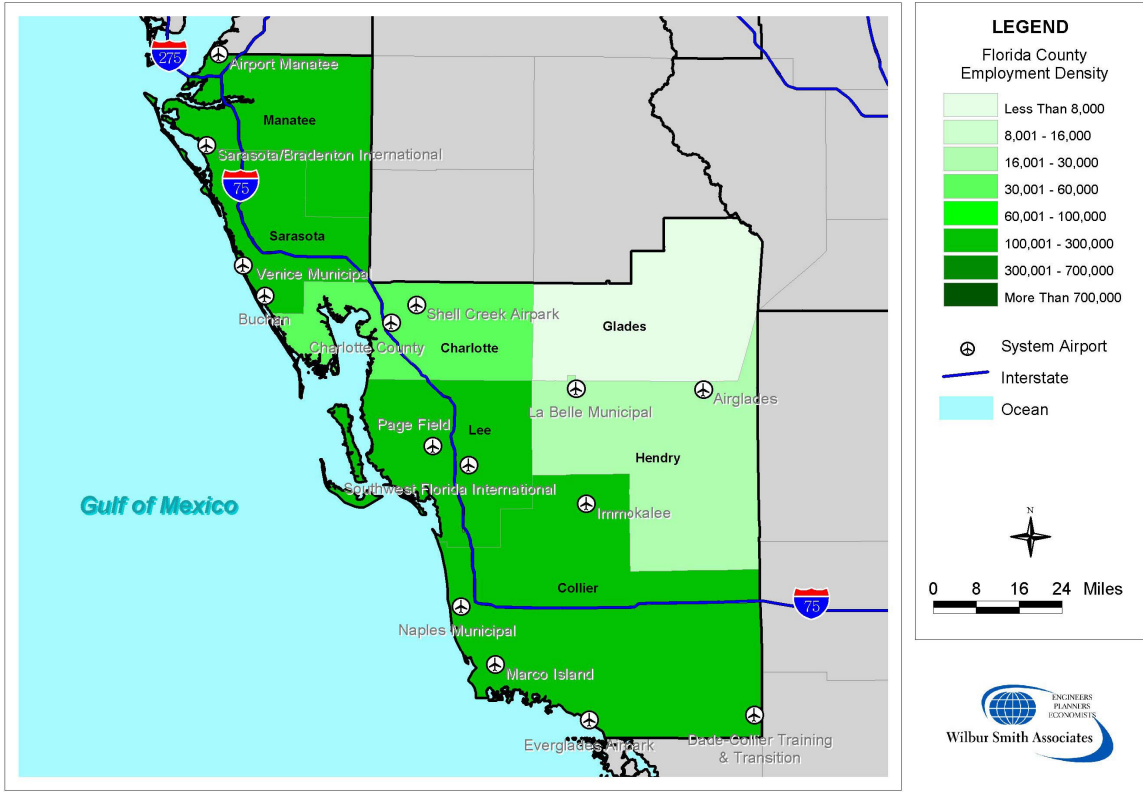 275
Airport Manatee
Manatee
Sarasota/Bradenton International
75
Sarasota
Venice Municipal
Buchan
Shell Creek Airpark
Charlotte County
Charlotte
Glades
La Belle Municipal
Airglades
Page Field
Lee
Hendry
Southwest Florida International
Gulf of Mexico
Immokalee
Collier
75
Naples Municipal
Marco Island
Everglades Airpark
Dade-Collier Training
& Transition
LEGEND
Florida County
Employment Density
Less Than 8,000
8,001 - 16,000
16,001 - 30,000
30,001 - 60,000
60,001 - 100,000
100,001 - 300,000
300,001 - 700,000
More Than 700,000
System Airport
Interstate
Ocean
N
0 8 16 24 Miles
ENGINEERS
PLANNERS
ECONOMISTS
Wilbur Smith Associates